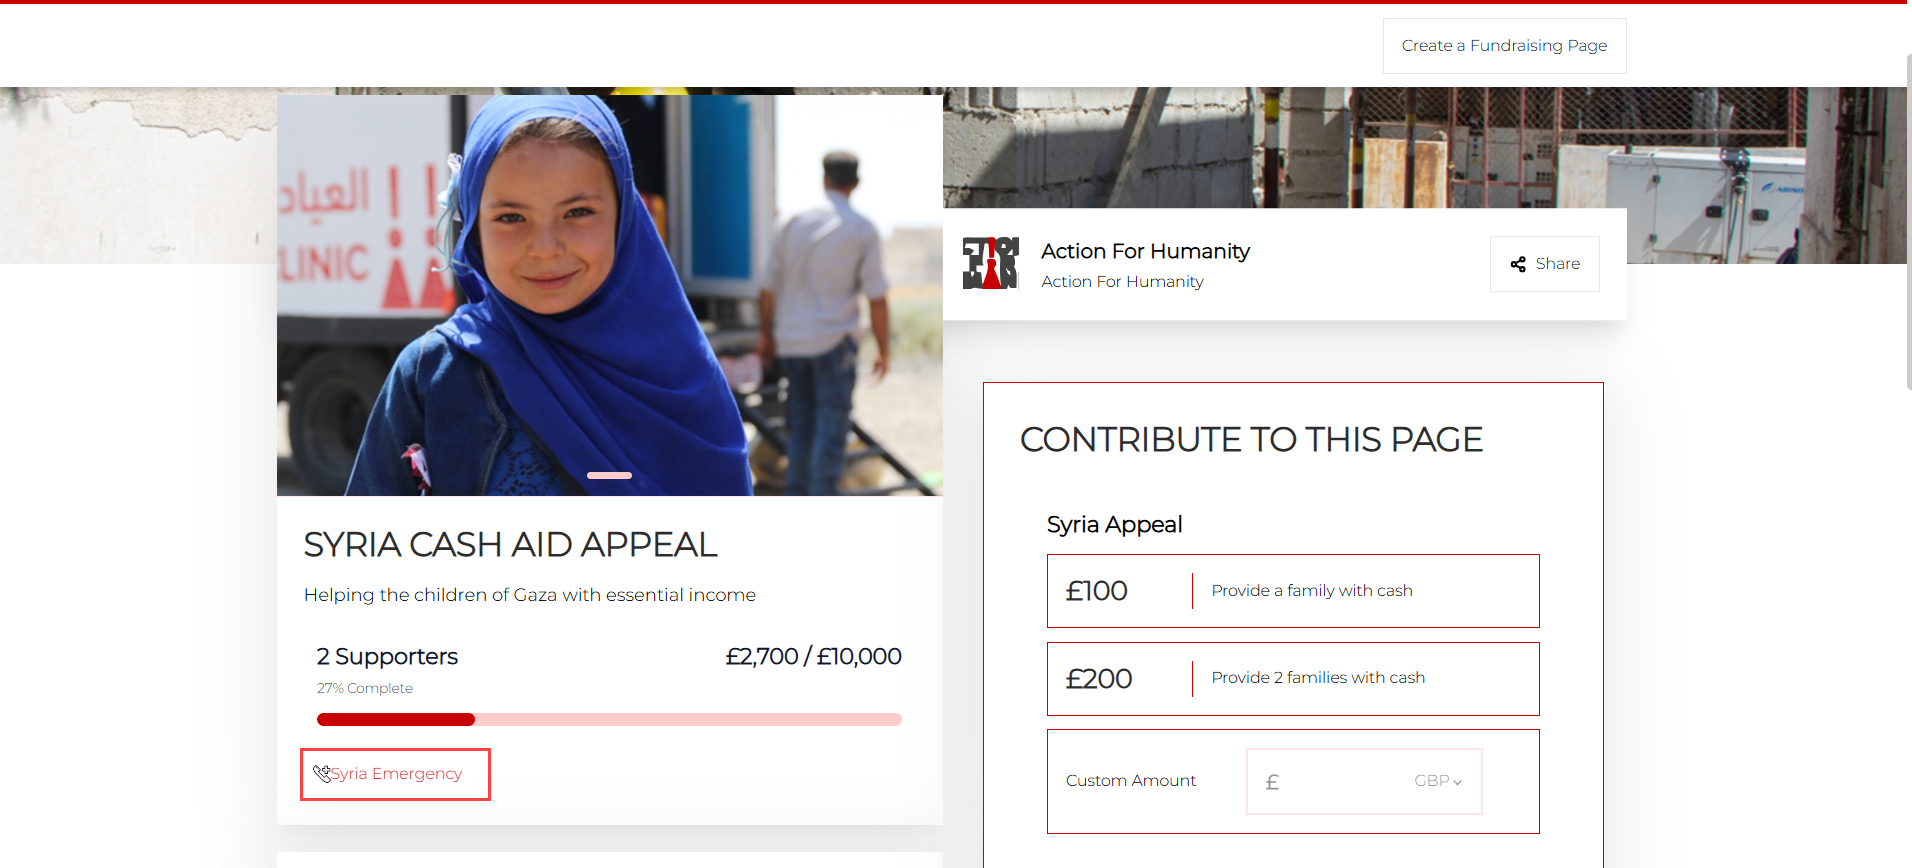 Create a Fundraising Page
العياد
CLINIC
Action For Humanity
Action For Humanity
Share
SYRIA CASH AID APPEAL
Helping the children of Gaza with essential income
2 Supporters
£2,700 / £10,000
27% Complete
Syria Emergency
CONTRIBUTE TO THIS PAGE
Syria Appeal
£100
Provide a family with cash
£200
Provide 2 families with cash
Custom Amount
£
GBP